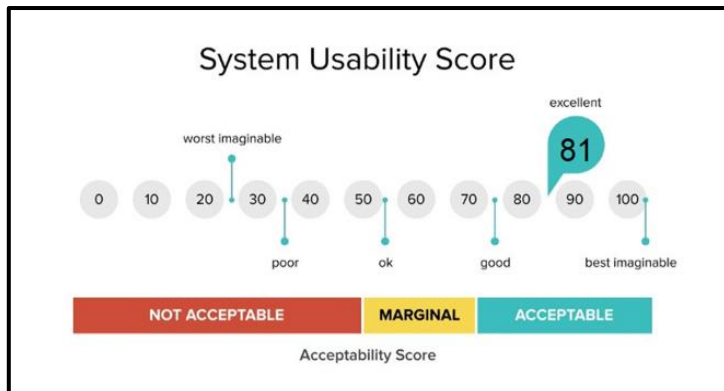 System Usability Score
excellent
81
worst imaginable
0 10 20 30 40 50 60 70 80 90 100
poor ok good best imaginable
NOT ACCEPTABLE MARGINAL ACCEPTABLE
Acceptability Score